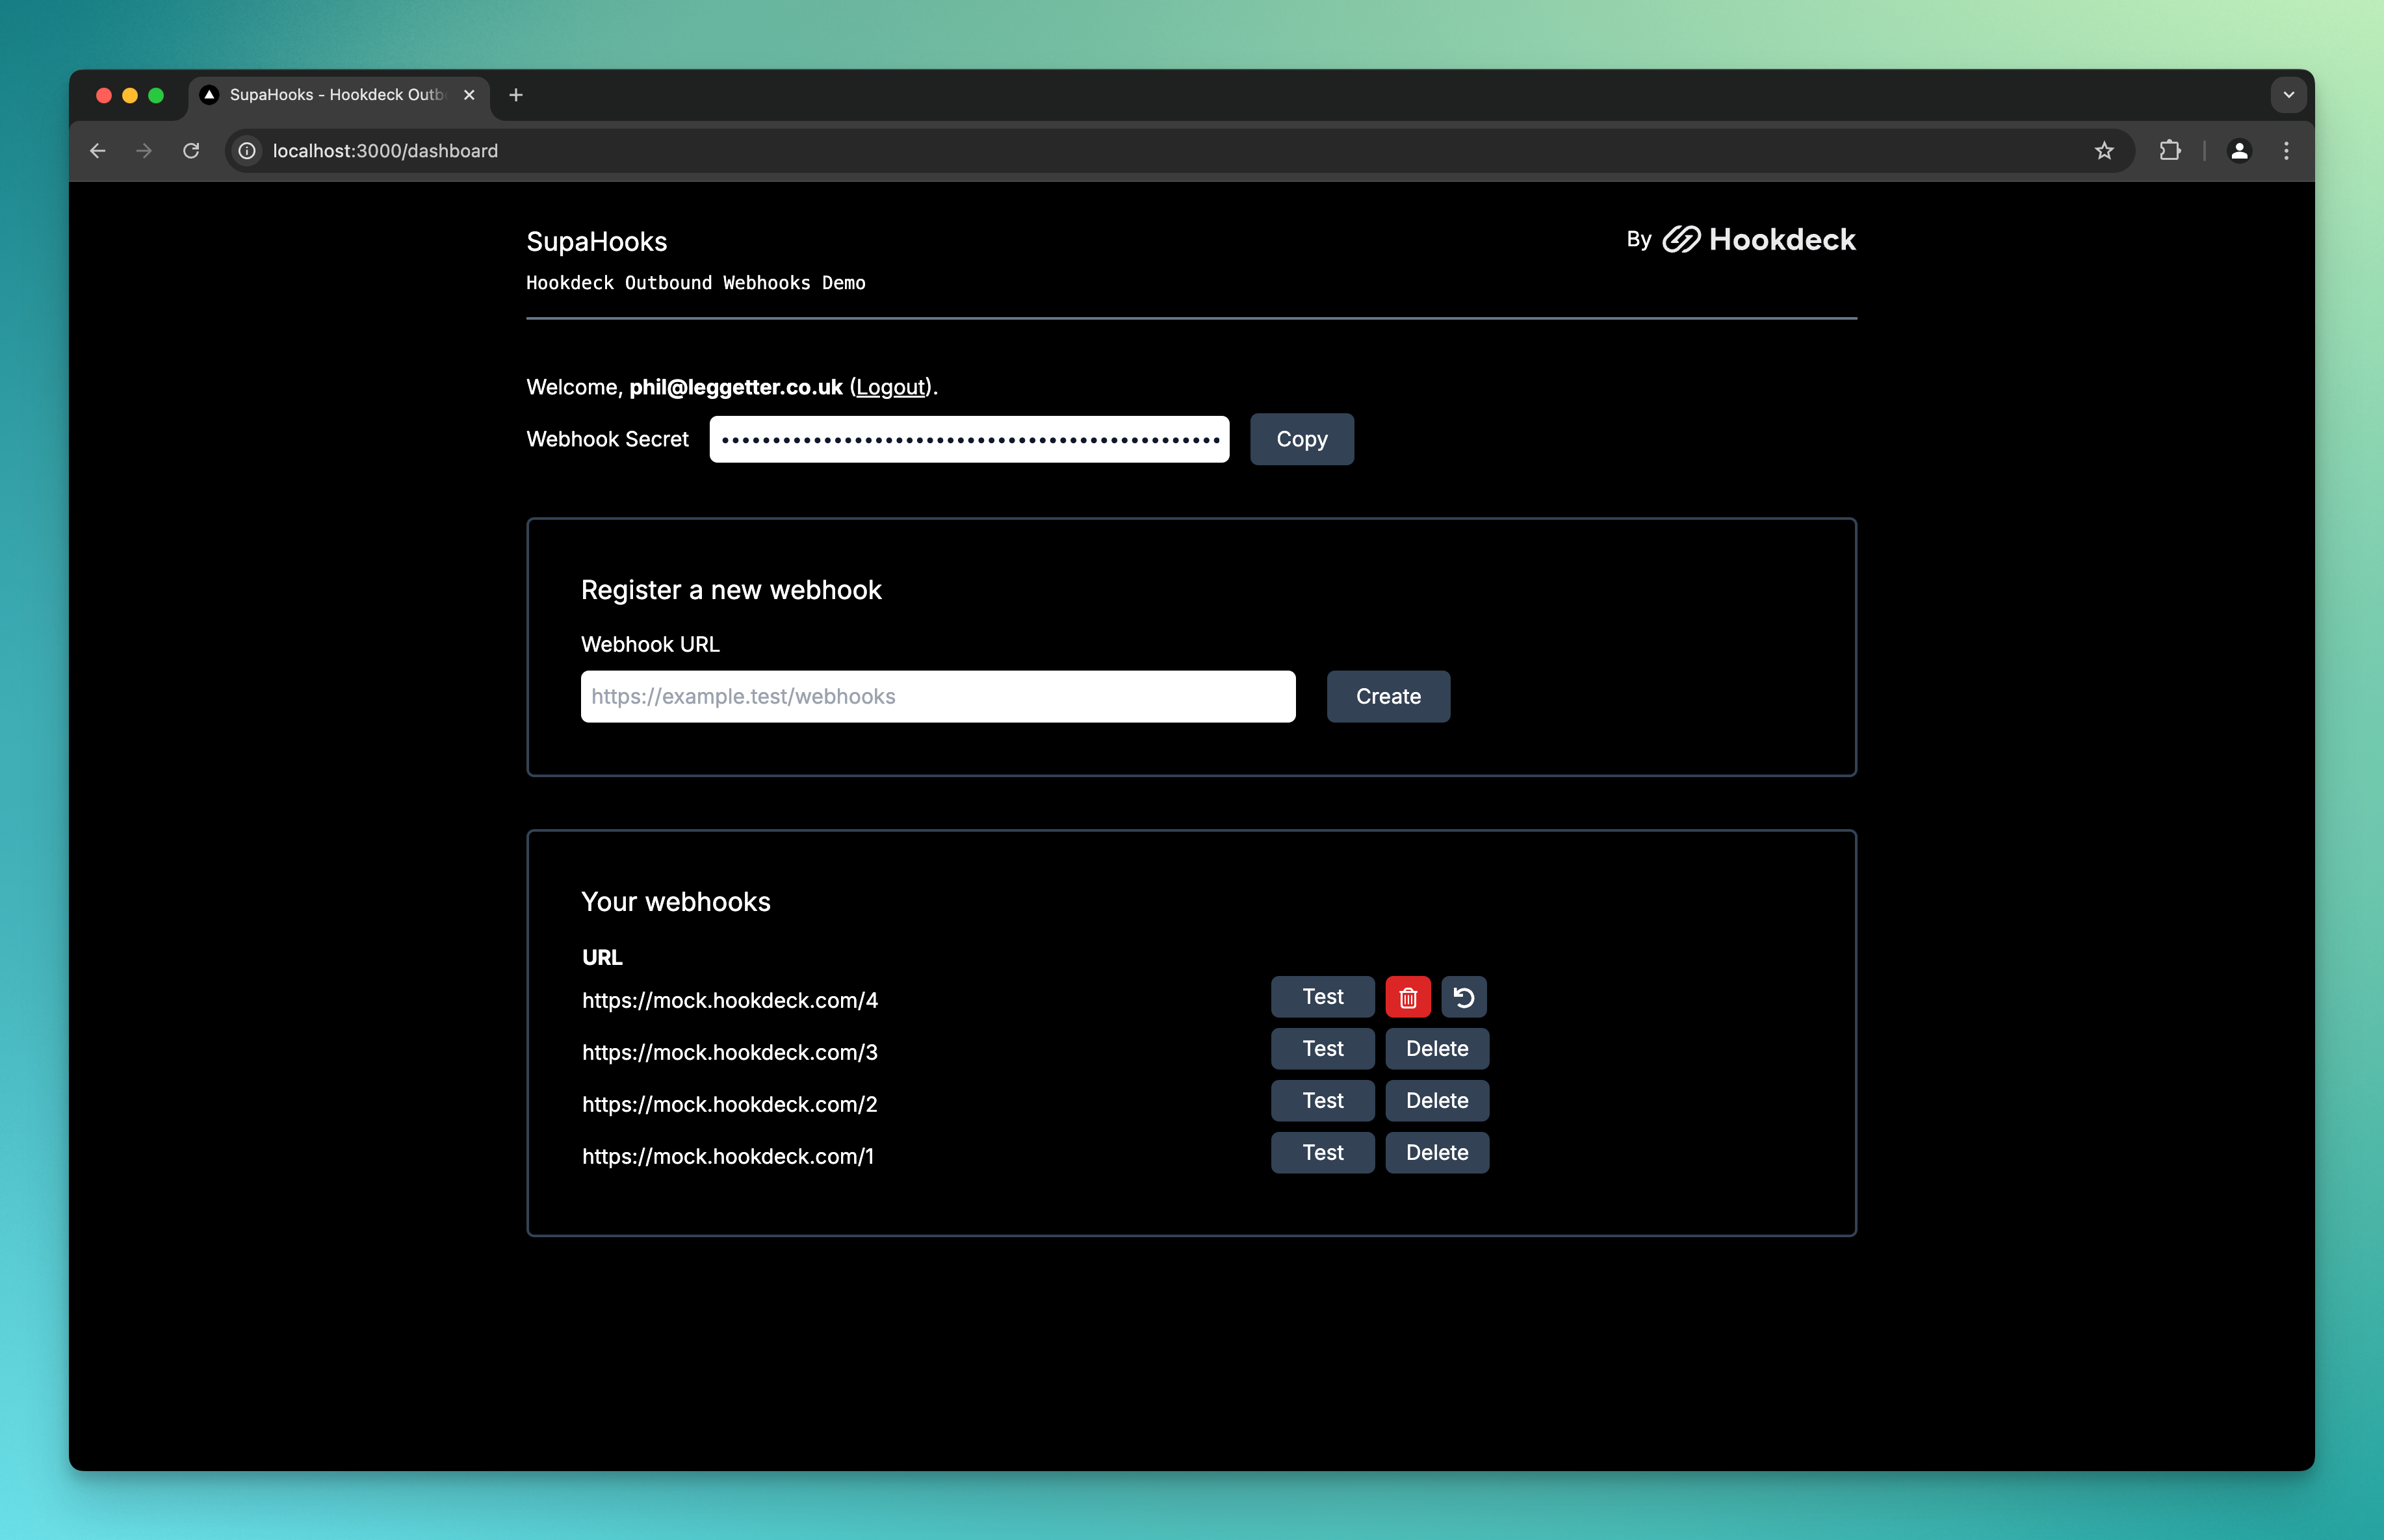 SupaHooks - Hookdeck Outb
localhost:3000/dashboard
SupaHooks
By Hookdeck
Hookdeck Outbound Webhooks Demo
Welcome, phil@leggetter.co.uk (Logout).
Webhook Secret •••••••••••••••••••••••••••••••••••••••••••••••• Copy
Register a new webhook
Webhook URL
https://example.test/webhooks Create
Your webhooks
URL
https://mock.hookdeck.com/4 Test
https://mock.hookdeck.com/3 Test Delete
https://mock.hookdeck.com/2 Test Delete
https://mock.hookdeck.com/1 Test Delete